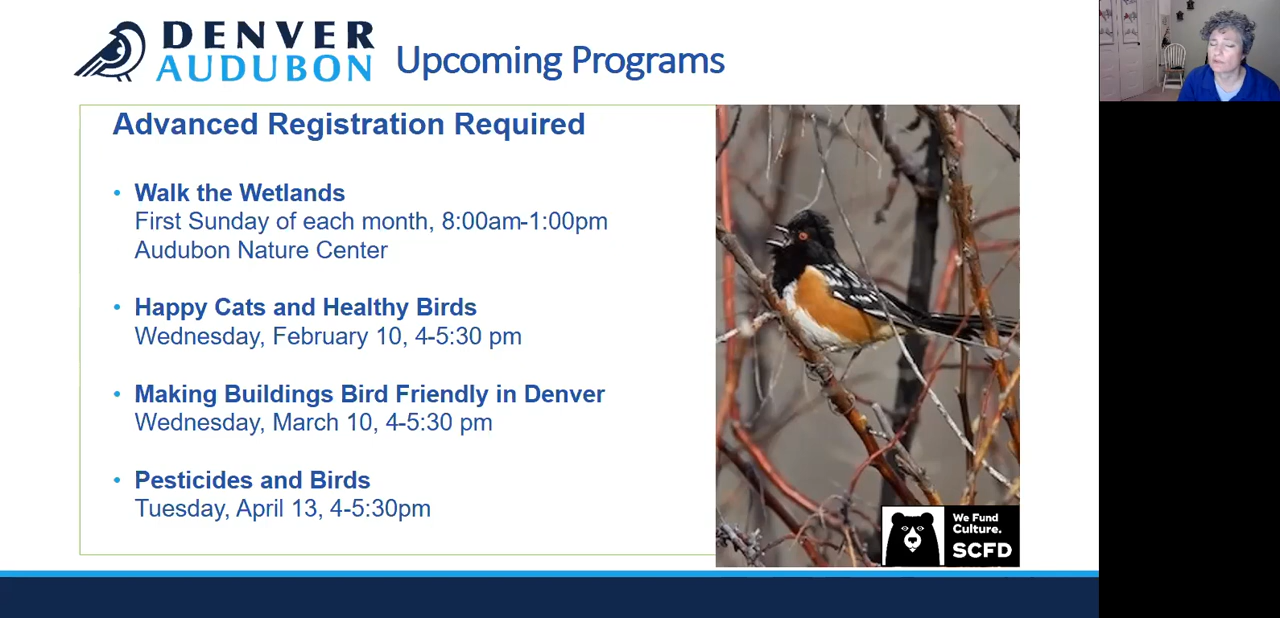 DENVER
AUDUBON
Upcoming Programs
Advanced Registration Required
• Walk the Wetlands
First Sunday of each month, 8:00am-1:00pm
Audubon Nature Center
• Happy Cats and Healthy Birds
Wednesday, February 10, 4-5:30 pm
• Making Buildings Bird Friendly in Denver
Wednesday, March 10, 4-5:30 pm
• Pesticides and Birds
Tuesday, April 13, 4-5:30pm
We Fund
Culture.
SCFD